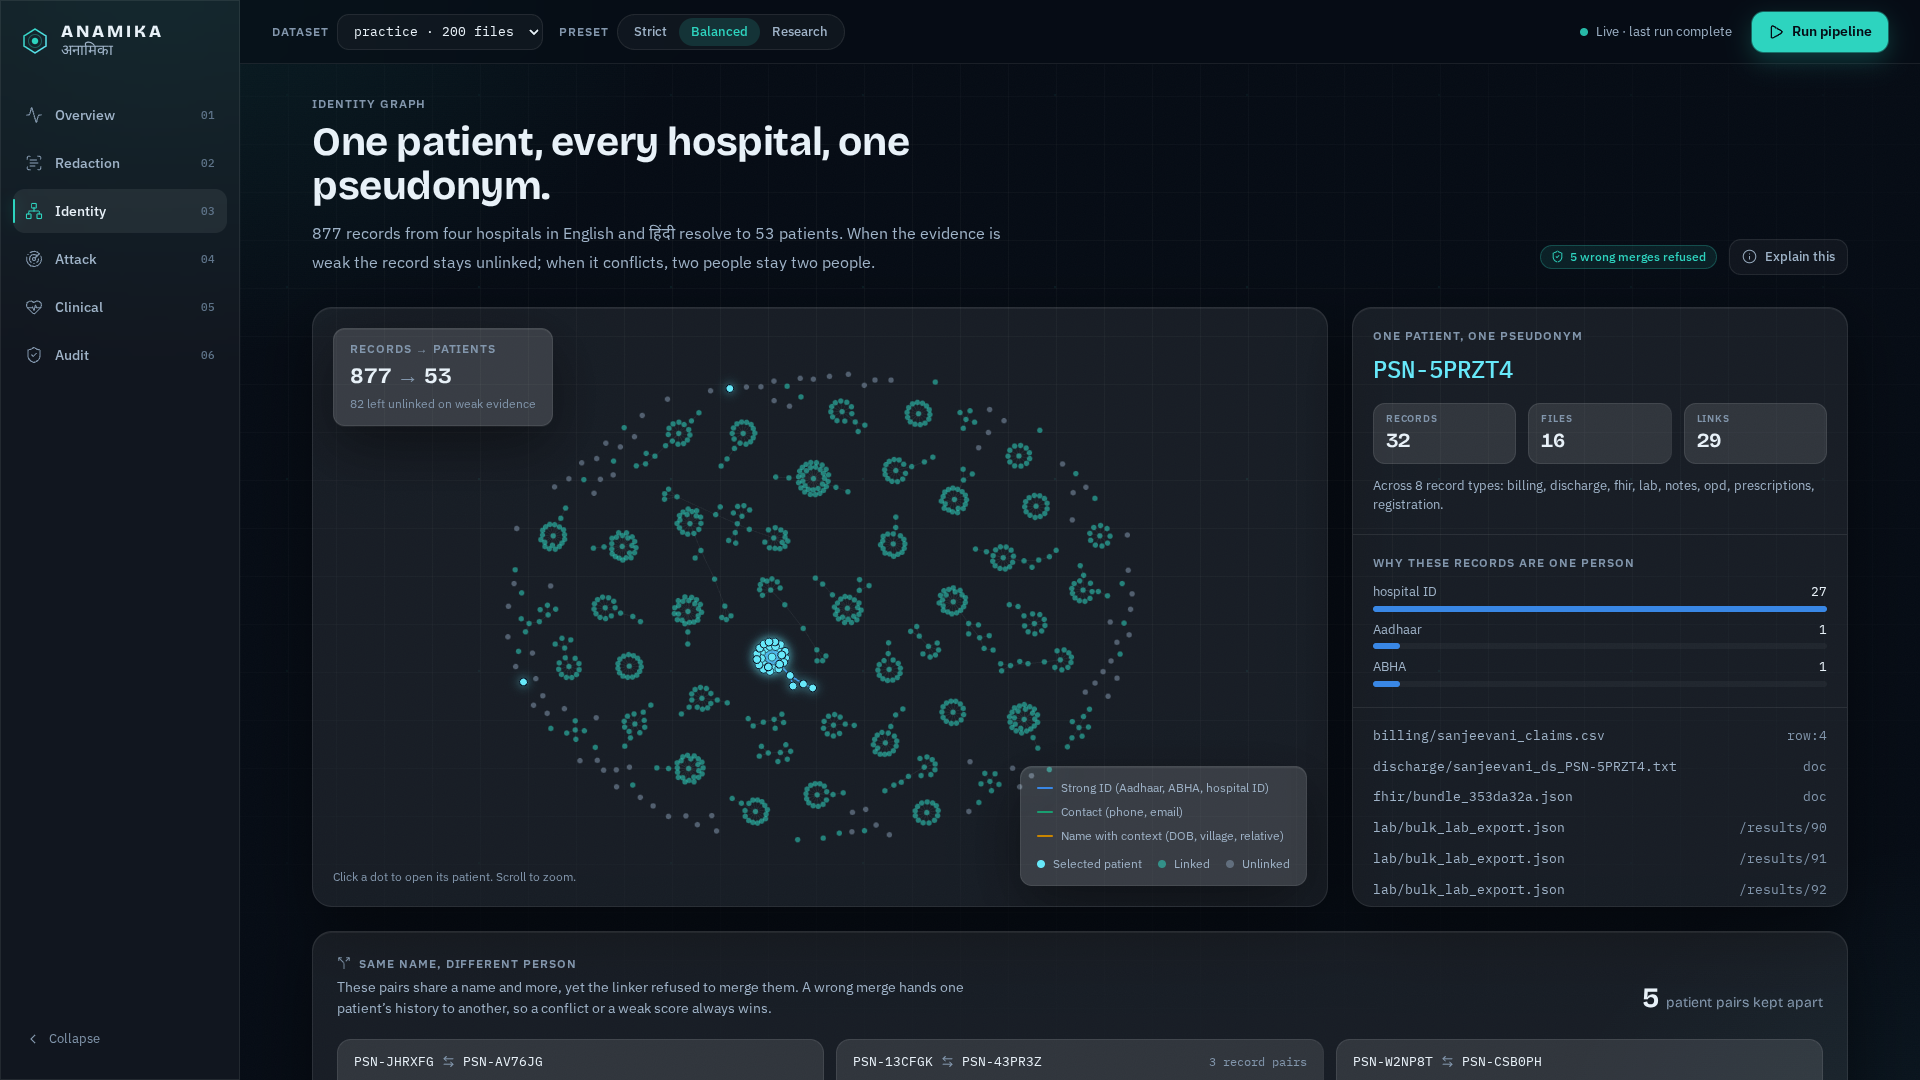 ANAMIKA
अनामिका
DATASET
practice · 200 files
PRESET
Strict
Balanced
Research
Live · last run complete
Run pipeline
Overview 01
Redaction 02
Identity 03
Attack 04
Clinical 05
Audit 06
Collapse
IDENTITY GRAPH
One patient, every hospital, one
pseudonym.
877 records from four hospitals in English and हिंदी resolve to 53 patients. When the evidence is
weak the record stays unlinked; when it conflicts, two people stay two people.
5 wrong merges refused
Explain this
RECORDS → PATIENTS
877 → 53
82 left unlinked on weak evidence
Strong ID (Aadhaar, ABHA, hospital ID)
Contact (phone, email)
Name with context (DOB, village, relative)
Selected patient Linked Unlinked
Click a dot to open its patient. Scroll to zoom.
ONE PATIENT, ONE PSEUDONYM
PSN-5PRZT4
RECORDS FILES LINKS
32 16 29
Across 8 record types: billing, discharge, fhir, lab, notes, opd, prescriptions,
registration.
WHY THESE RECORDS ARE ONE PERSON
hospital ID 27
Aadhaar 1
ABHA 1
billing/sanjeevani_claims.csv row:4
discharge/sanjeevani_ds_PSN-5PRZT4.txt doc
fhir/bundle_353da32a.json doc
lab/bulk_lab_export.json /results/90
lab/bulk_lab_export.json /results/91
lab/bulk_lab_export.json /results/92
SAME NAME, DIFFERENT PERSON
These pairs share a name and more, yet the linker refused to merge them. A wrong merge hands one
patient’s history to another, so a conflict or a weak score always wins.
5 patient pairs kept apart
PSN-JHRXFG ⇆ PSN-AV76JG
PSN-13CFGK ⇆ PSN-43PR3Z 3 record pairs
PSN-W2NP8T ⇆ PSN-CSB0PH